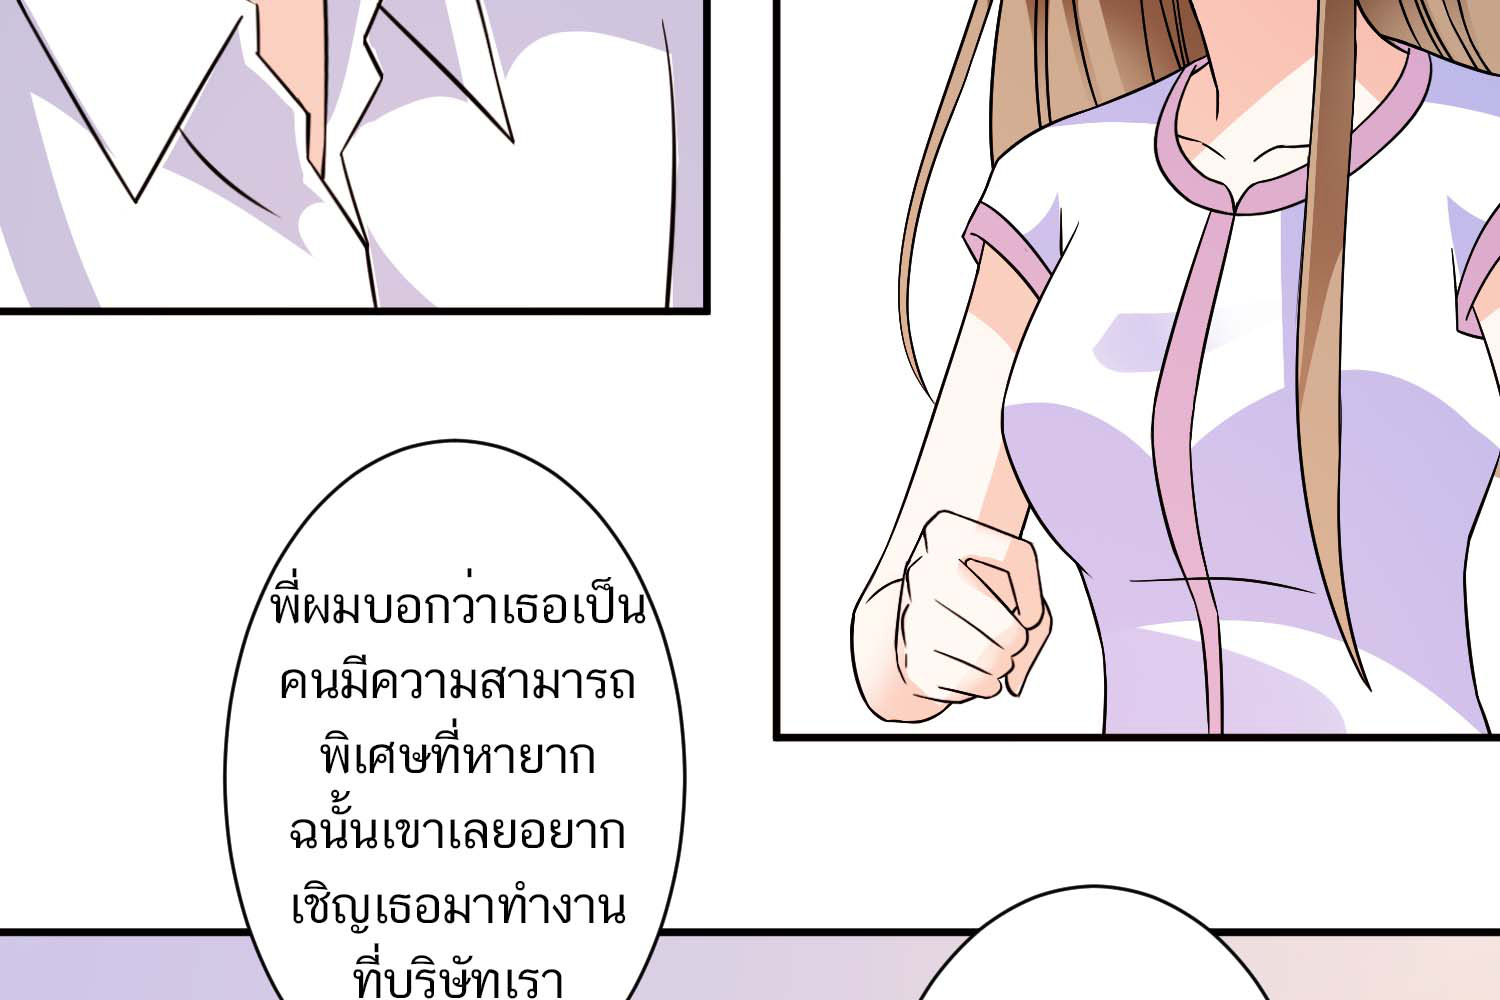 พี่ผมบอกว่าเธอเป็น
คนมีความสามารถ
พิเศษที่หายาก
ฉนั้นเขาเลยอยาก
เชิญเธอมาทำงาน
ที่บริษัทเรา